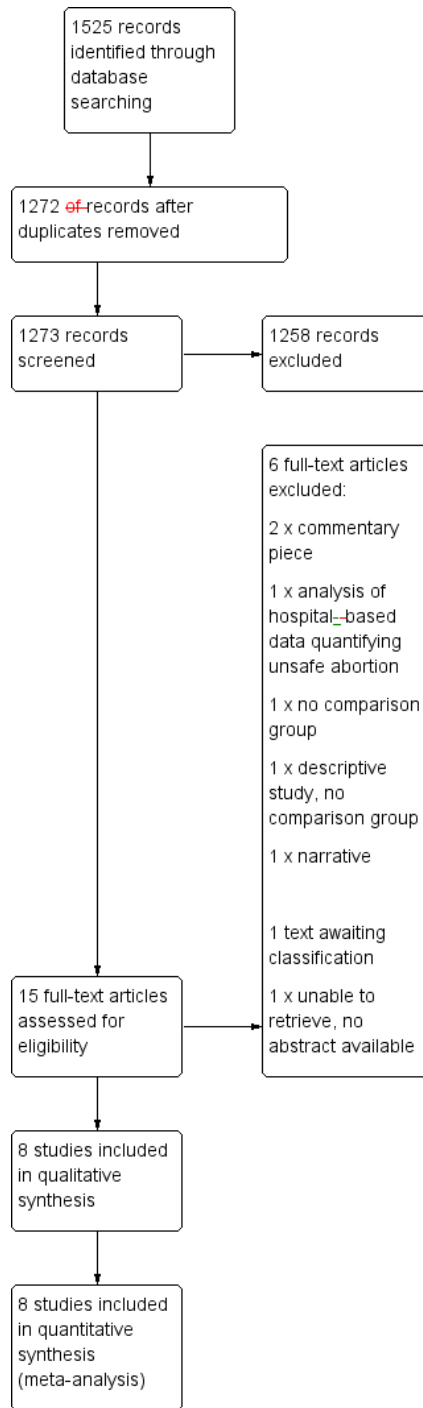 1525 records
identified through
database
searching
1272 of records after
duplicates removed
1273 records
screened
1258 records
excluded
6 full-text articles
excluded:
2 x commentary
piece
1 x analysis of
hospital--based
data quantifying
unsafe abortion
1 x no comparison
group
1 x descriptive
study, no
comparison group
1 x narrative
1 text awaiting
classification
1 x unable to
retrieve, no
abstract available
15 full-text articles
assessed for
eligibility
8 studies included
in qualitative
synthesis
8 studies included
in quantitative
synthesis
(meta-analysis)